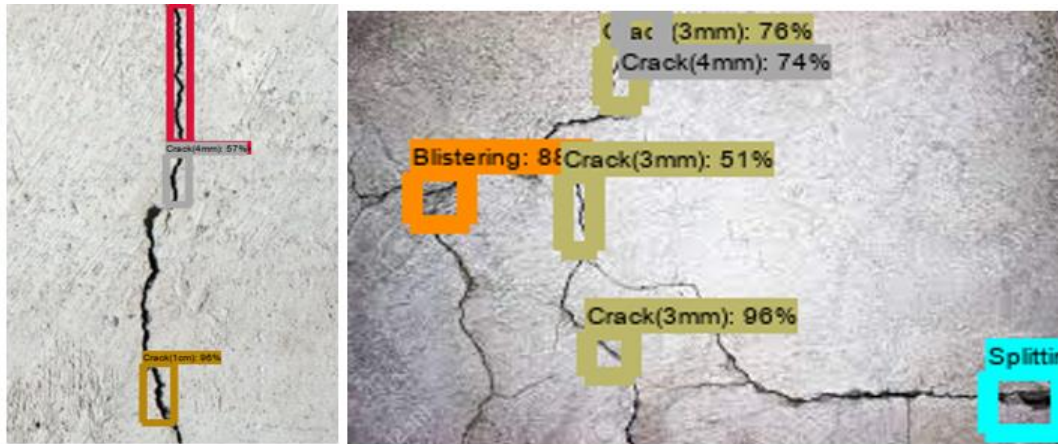 Crack(4mm): 57%
Crack(1cm): 96%
(3mm): 76%
Crack(4mm): 74%
Blistering: 88
Crack(3mm): 51%
Crack(3mm): 96%
Splittin